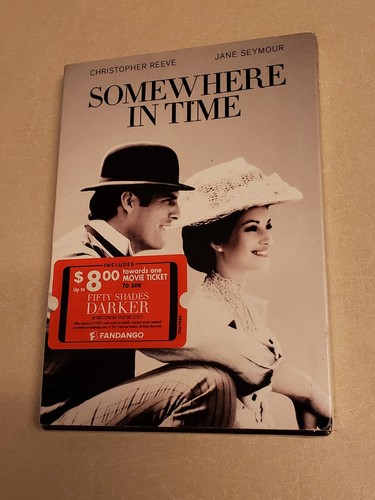 CHRISTOPHER REEVE
JANE SEYMOUR
SOMEWHERE
IN TIME
INCLUDES
Up to $8.00 towards one
MOVIE TICKET
to see
FIFTY SHADES
DARKER
FANDANGO